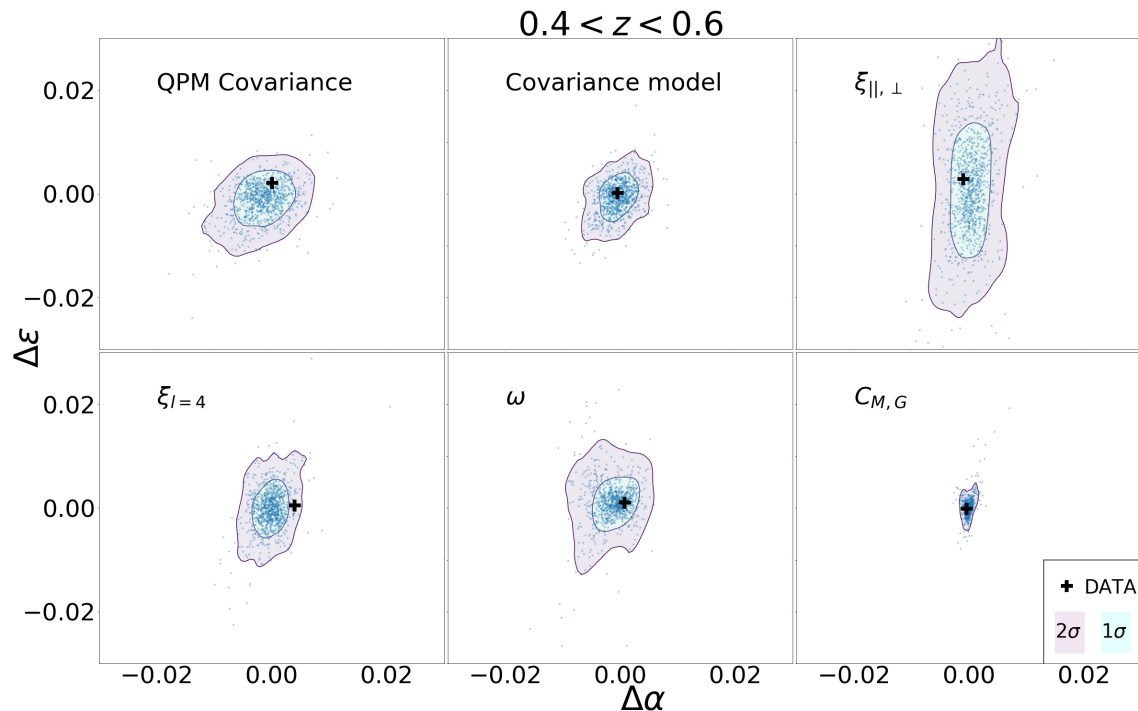 0.4 < z < 0.6
QPM Covariance
Covariance model
ξ||, ⊥
0.02
0.00
−0.02
Δε
ξl = 4
ω
CM, G
0.02
0.00
−0.02
DATA
2σ 1σ
−0.02 0.00 0.02
−0.02 0.00 0.02
−0.02 0.00 0.02
Δα